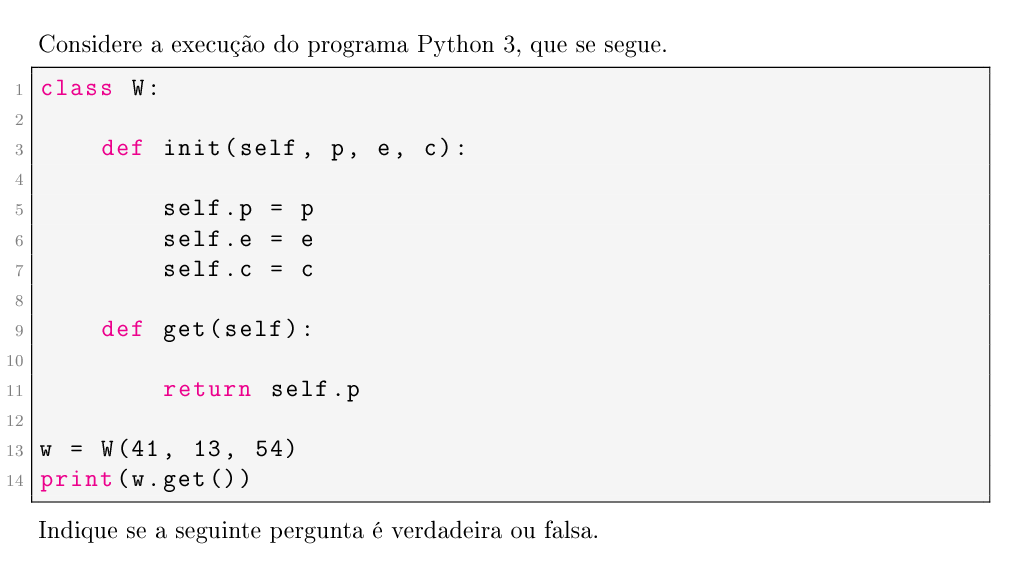 Considere a execução do programa Python 3, que se segue.
1 class W:
2
3     def init(self, p, e, c):
4
5         self.p = p
6         self.e = e
7         self.c = c
8
9     def get(self):
10
11         return self.p
12
13 w = W(41, 13, 54)
14 print(w.get())
Indique se a seguinte pergunta é verdadeira ou falsa.